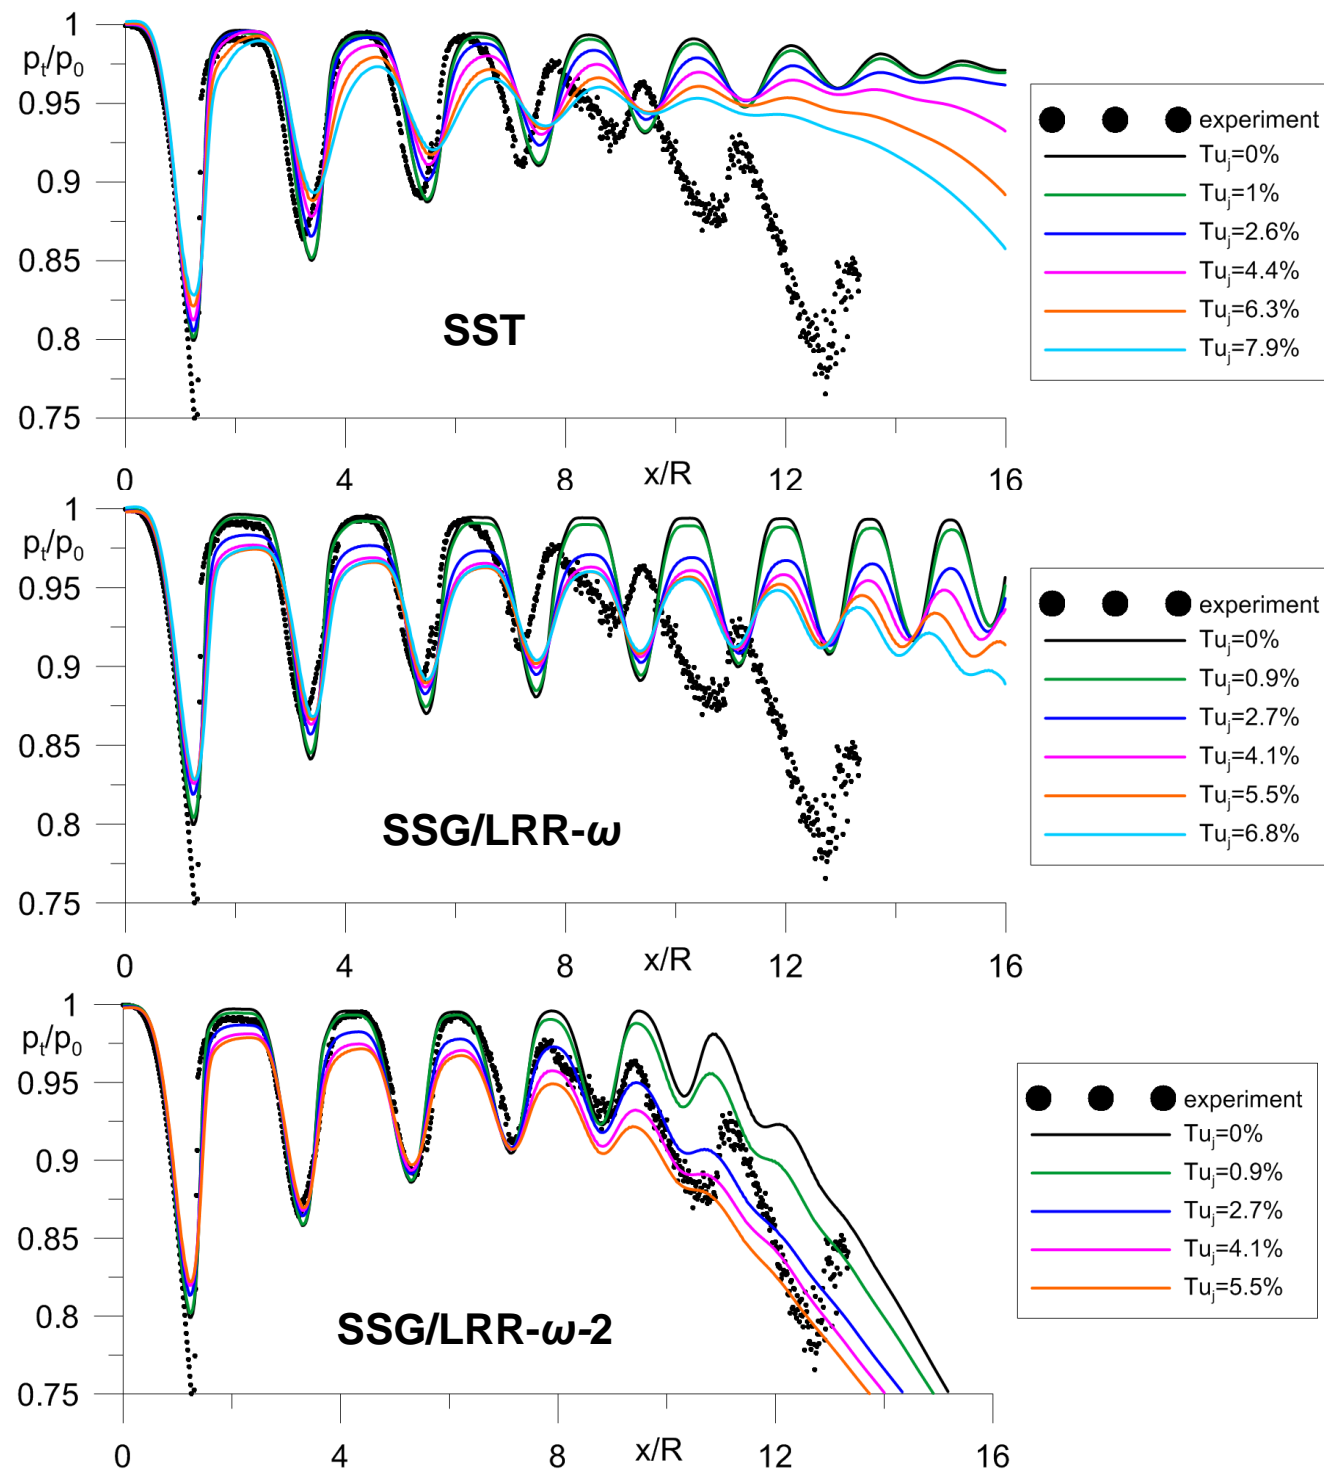 1
pt/p0
0.95
0.9
0.85
0.8
0.75
SST
0 4 8 12 16
x/R
experiment
Tuj=0%
Tuj=1%
Tuj=2.6%
Tuj=4.4%
Tuj=6.3%
Tuj=7.9%
1
pt/p0
0.95
0.9
0.85
0.8
0.75
SSG/LRR-ω
0 4 8 12 16
x/R
experiment
Tuj=0%
Tuj=0.9%
Tuj=2.7%
Tuj=4.1%
Tuj=5.5%
Tuj=6.8%
1
pt/p0
0.95
0.9
0.85
0.8
0.75
SSG/LRR-ω-2
0 4 8 12 16
x/R
experiment
Tuj=0%
Tuj=0.9%
Tuj=2.7%
Tuj=4.1%
Tuj=5.5%